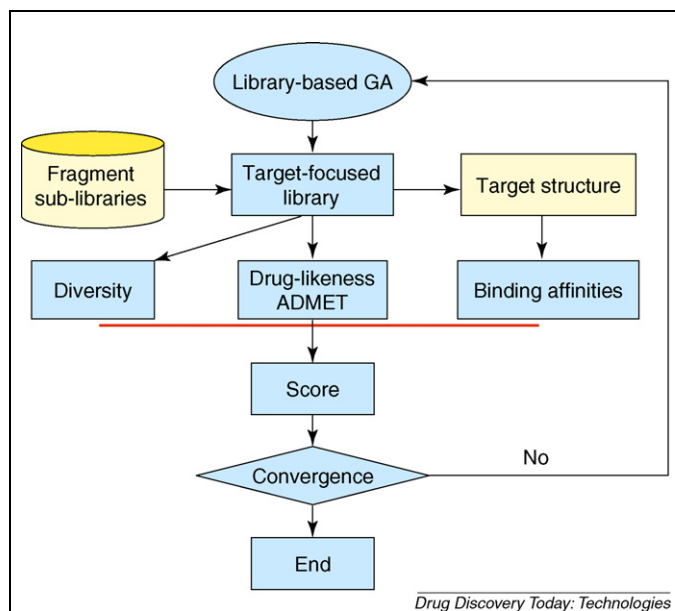 Library-based GA
Fragment
sub-libraries
Target-focused
library
Target structure
Diversity
Drug-likeness
ADMET
Binding affinities
Score
Convergence
No
End
Drug Discovery Today: Technologies